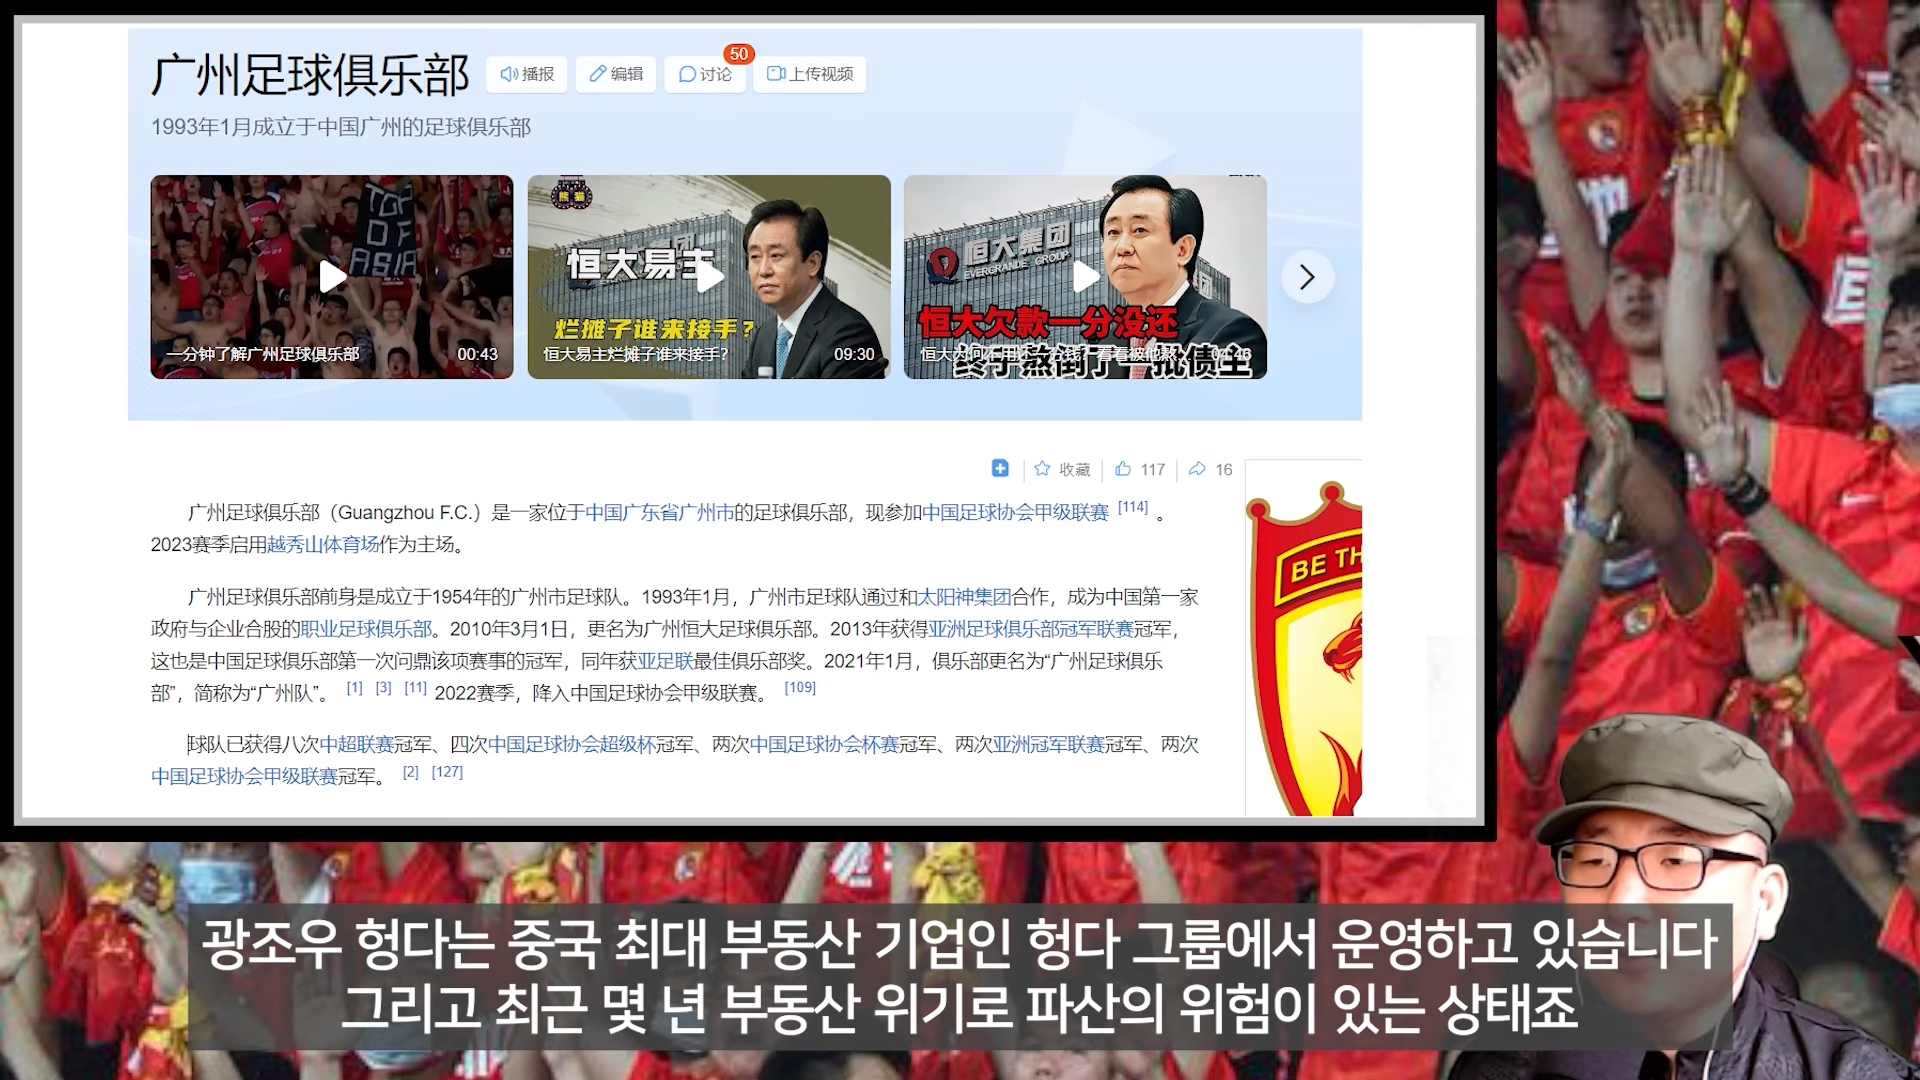 广州足球俱乐部
播报
编辑
讨论
50
上传视频
1993年1月成立于中国广州的足球俱乐部
TOP
OF
ASIA
一分钟了解广州足球俱乐部
00:43
熊猫
恒大易主
烂摊子谁来接手?
恒大易主烂摊子谁来接手?
09:30
恒大集团
EVERGRANDE GROUP
恒大欠款一分没还
终于熬倒了一批债主
04:46
收藏
117
16
广州足球俱乐部（Guangzhou F.C.）是一家位于中国广东省广州市的足球俱乐部，现参加中国足球协会甲级联赛 [114] 。
2023赛季启用越秀山体育场作为主场。
广州足球俱乐部前身是成立于1954年的广州市足球队。1993年1月，广州市足球队通过和太阳神集团合作，成为中国第一家
政府与企业合股的职业足球俱乐部。2010年3月1日，更名为广州恒大足球俱乐部。2013年获得亚洲足球俱乐部冠军联赛冠军，
这也是中国足球俱乐部第一次问鼎该项赛事的冠军，同年获亚足联最佳俱乐部奖。2021年1月，俱乐部更名为“广州足球俱乐
部”，简称为“广州队”。 [1] [3] [11] 2022赛季，降入中国足球协会甲级联赛。 [109]
球队已获得八次中超联赛冠军、四次中国足球协会超级杯冠军、两次中国足球协会杯赛冠军、两次亚洲冠军联赛冠军、两次
中国足球协会甲级联赛冠军。 [2] [127]
BE TH
광조우 헝다는 중국 최대 부동산 기업인 헝다 그룹에서 운영하고 있습니다
그리고 최근 몇 년 부동산 위기로 파산의 위험이 있는 상태죠